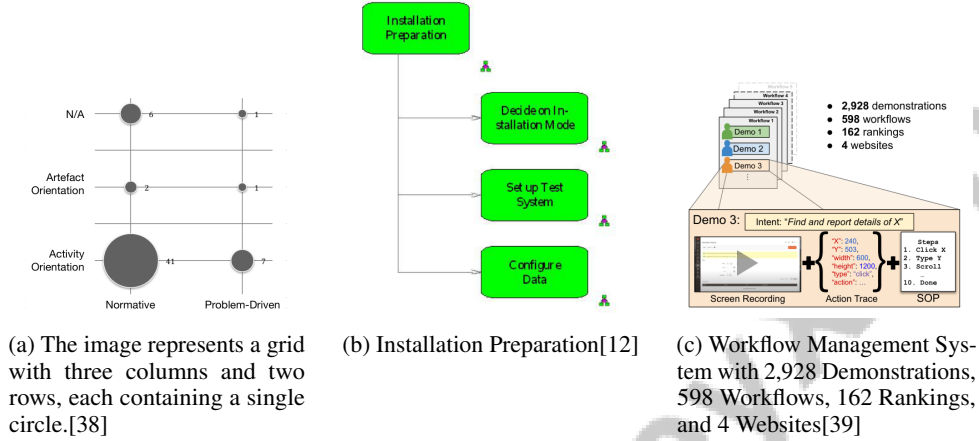 N/A
6
1
Artefact
Orientation
2
1
Activity
Orientation
41
7
Normative
Problem-Driven
(a) The image represents a grid
with three columns and two
rows, each containing a single
circle.[38]
Installation
Preparation
Decide on In-
stallation Mode
Set up Test
System
Configure
Data
(b) Installation Preparation[12]
Workflow 4
Workflow 3
Workflow 2
Workflow 1
Demo 1
Demo 2
Demo 3
⋮
• 2,928 demonstrations
• 598 workflows
• 162 rankings
• 4 websites
Demo 3:
Intent: "Find and report details of X"
+
{
"X": 240,
"Y": 503,
"width": 600,
"height": 1200,
"type": "click",
"action": ...
}
+
Steps
1. Click X
2. Type Y
3. Scroll
…
10. Done
Screen Recording
Action Trace
SOP
(c) Workflow Management Sys-
tem with 2,928 Demonstrations,
598 Workflows, 162 Rankings,
and 4 Websites[39]